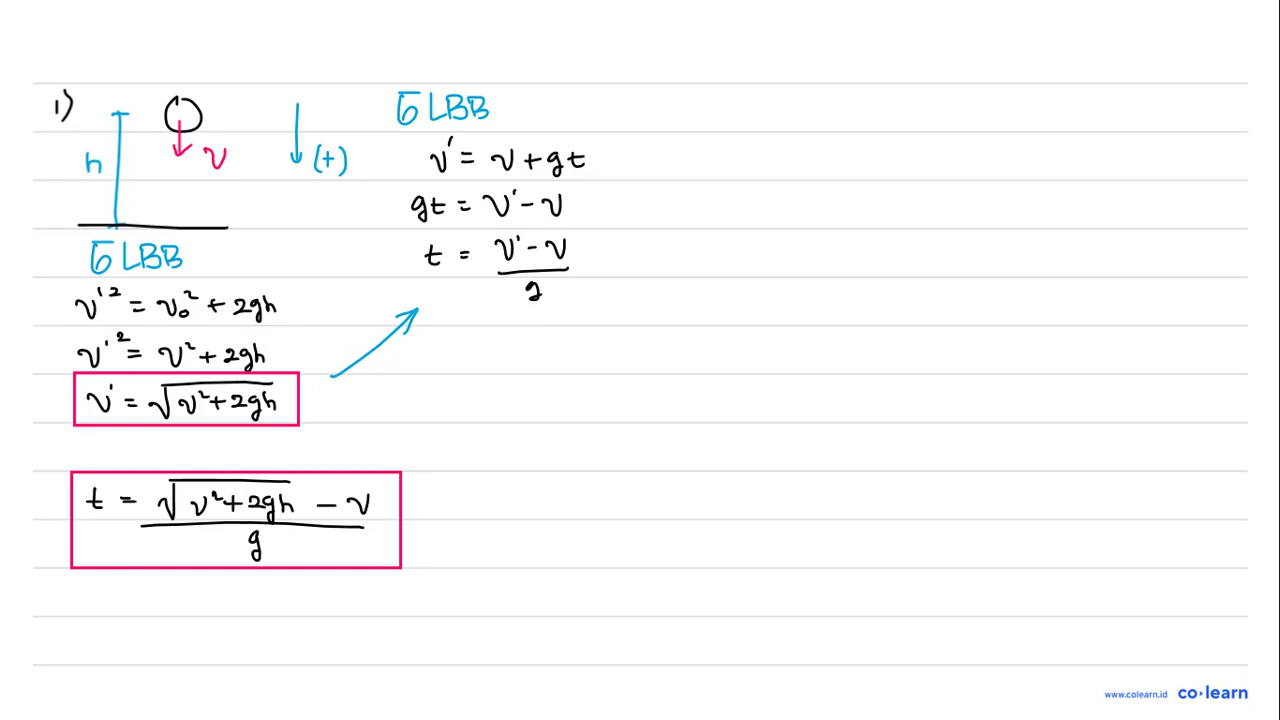 1)
h
v
(+)
GLBB
v'² = v₀² + 2gh
v'² = v² + 2gh
v' = √(v² + 2gh)
GLBB
v' = v + gt
gt = v' - v
t = (v' - v)/g
t = (√(v² + 2gh) - v)/g
www.colearn.id co·learn